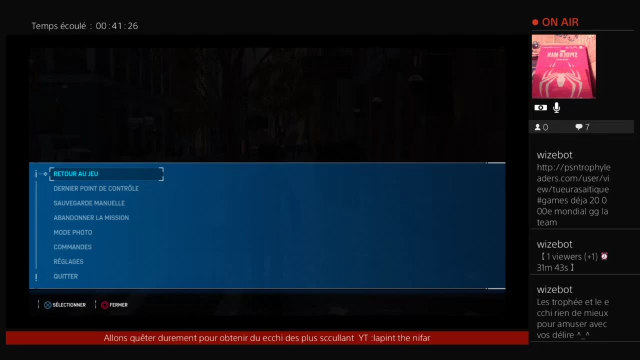 Temps écoulé : 00:41:26
ON AIR
SPIDER-MAN
0
7
RETOUR AU JEU
DERNIER POINT DE CONTRÔLE
SAUVEGARDE MANUELLE
ABANDONNER LA MISSION
MODE PHOTO
COMMANDES
RÉGLAGES
QUITTER
SÉLECTIONNER
FERMER
wizebot
http://psntrophyle
aders.com/user/vi
ew/tueurasaitique
#games déja 20 0
00e mondial gg la
team
wizebot
【1 viewers (+1) ⏰
31m 43s】
wizebot
Les trophée et le e
cchi rien de mieux
pour amuser avec
vos délire ^_^
Allons quêter durement pour obtenir du ecchi des plus sccullant YT :lapint the nifar